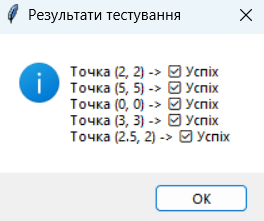 Результати тестування
Точка (2, 2) -> ☑ Успіх
Точка (5, 5) -> ☑ Успіх
Точка (0, 0) -> ☑ Успіх
Точка (3, 3) -> ☑ Успіх
Точка (2.5, 2) -> ☑ Успіх
OK